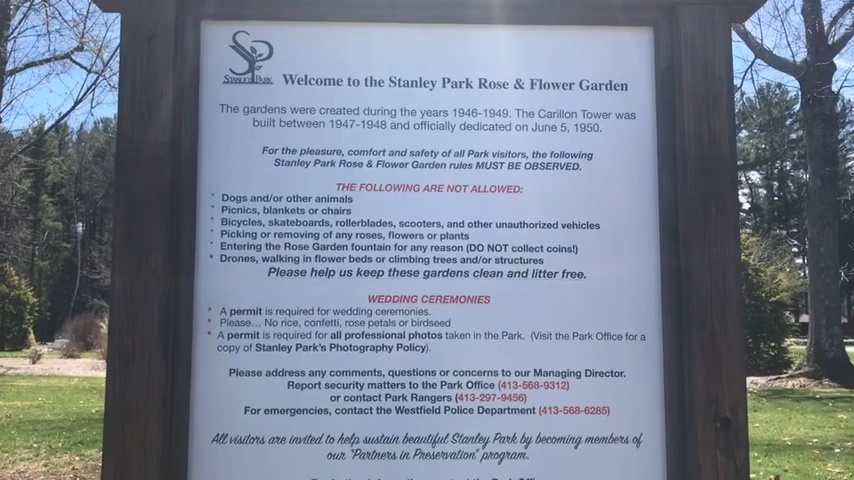 SP
STANLEY PARK
Welcome to the Stanley Park Rose & Flower Garden
The gardens were created during the years 1946-1949. The Carillon Tower was
built between 1947-1948 and officially dedicated on June 5, 1950.
For the pleasure, comfort and safety of all Park visitors, the following
Stanley Park Rose & Flower Garden rules MUST BE OBSERVED.
THE FOLLOWING ARE NOT ALLOWED:
* Dogs and/or other animals
* Picnics, blankets or chairs
* Bicycles, skateboards, rollerblades, scooters, and other unauthorized vehicles
* Picking or removing of any roses, flowers or plants
* Entering the Rose Garden fountain for any reason (DO NOT collect coins!)
* Drones, walking in flower beds or climbing trees and/or structures
Please help us keep these gardens clean and litter free.
WEDDING CEREMONIES
* A permit is required for wedding ceremonies.
* Please... No rice, confetti, rose petals or birdseed
* A permit is required for all professional photos taken in the Park. (Visit the Park Office for a
copy of Stanley Park's Photography Policy).
Please address any comments, questions or concerns to our Managing Director.
Report security matters to the Park Office (413-568-9312)
or contact Park Rangers (413-297-9456)
For emergencies, contact the Westfield Police Department (413-568-6285)
All visitors are invited to help sustain beautiful Stanley Park by becoming members of
our "Partners in Preservation" program.